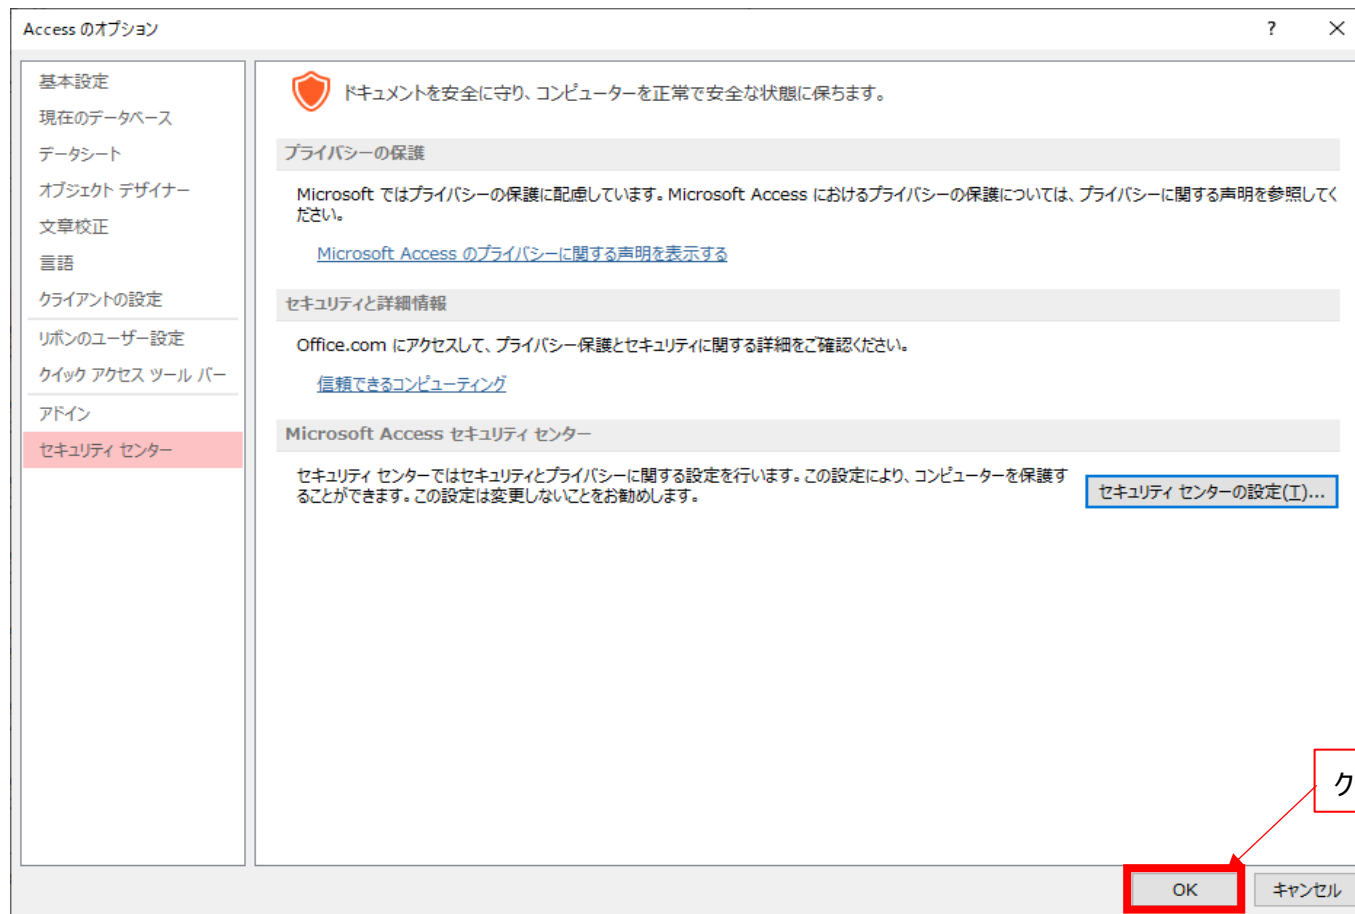 Access のオプション
?
基本設定
現在のデータベース
データシート
オブジェクト デザイナー
文章校正
言語
クライアントの設定
リボンのユーザー設定
クイック アクセス ツール バー
アドイン
セキュリティ センター
ドキュメントを安全に守り、コンピューターを正常で安全な状態に保ちます。
プライバシーの保護
Microsoft ではプライバシーの保護に配慮しています。Microsoft Access におけるプライバシーの保護については、プライバシーに関する声明を参照してく
ださい。
Microsoft Access のプライバシーに関する声明を表示する
セキュリティと詳細情報
Office.com にアクセスして、プライバシー保護とセキュリティに関する詳細をご確認ください。
信頼できるコンピューティング
Microsoft Access セキュリティ センター
セキュリティ センターではセキュリティとプライバシーに関する設定を行います。この設定により、コンピューターを保護す
ることができます。この設定は変更しないことをお勧めします。
セキュリティ センターの設定(T)...
ク
OK
キャンセル